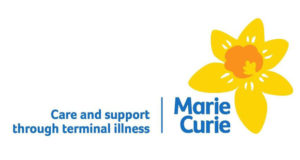 Care and support
through terminal illness
Marie
Curie